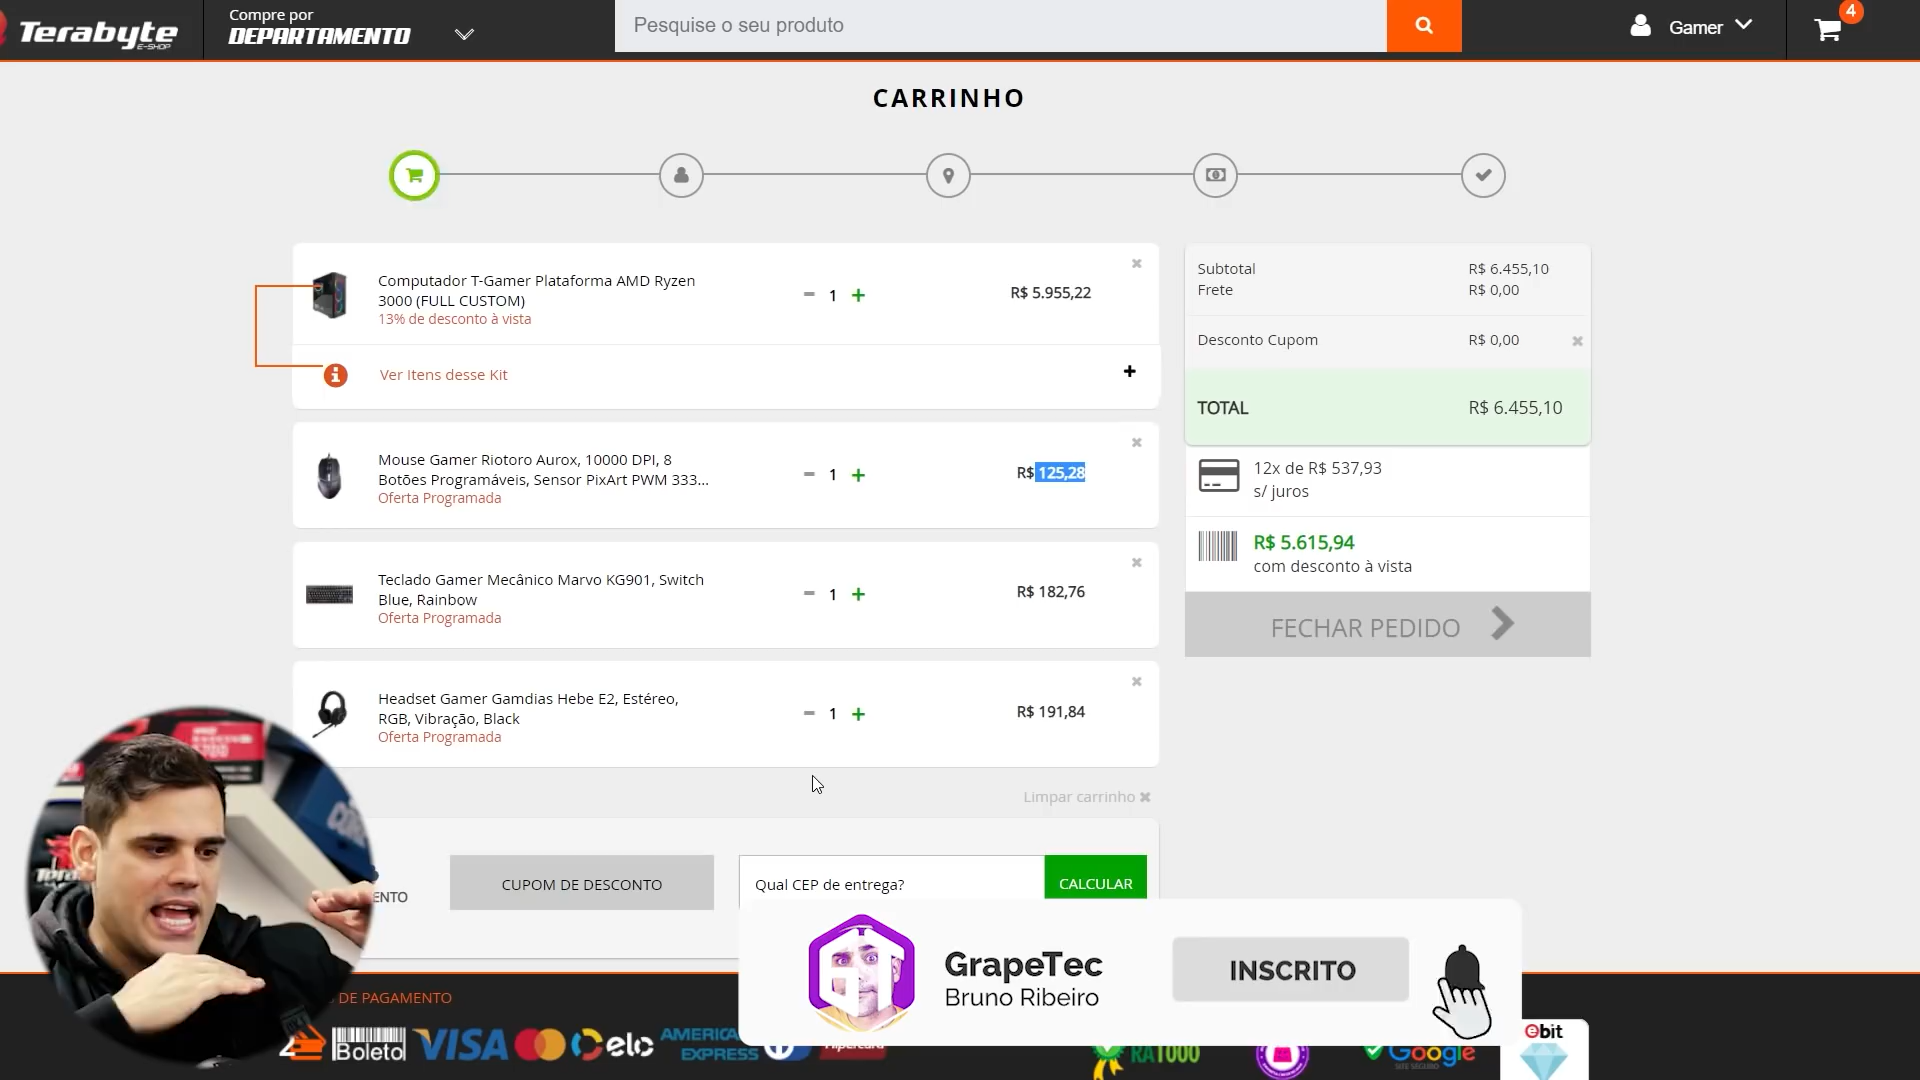 Terabyte
E-SHOP
Compre por
DEPARTAMENTO
Pesquise o seu produto
Gamer
4
CARRINHO
Computador T-Gamer Plataforma AMD Ryzen
3000 (FULL CUSTOM)
13% de desconto à vista
1
R$ 5.955,22
Ver Itens desse Kit
Mouse Gamer Riotoro Aurox, 10000 DPI, 8
Botões Programáveis, Sensor PixArt PWM 333...
Oferta Programada
1
R$ 125,28
Teclado Gamer Mecânico Marvo KG901, Switch
Blue, Rainbow
Oferta Programada
1
R$ 182,76
Headset Gamer Gamdias Hebe E2, Estéreo,
RGB, Vibração, Black
Oferta Programada
1
R$ 191,84
Limpar carrinho
Subtotal R$ 6.455,10
Frete R$ 0,00
Desconto Cupom R$ 0,00
TOTAL R$ 6.455,10
12x de R$ 537,93
s/ juros
R$ 5.615,94
com desconto à vista
FECHAR PEDIDO
ENTO
CUPOM DE DESCONTO
Qual CEP de entrega?
CALCULAR
GrapeTec
Bruno Ribeiro
INSCRITO
DE PAGAMENTO
Boleto
VISA
elo
AMERICA
EXPRESS
Hipercard
RA1000
Google
ebit